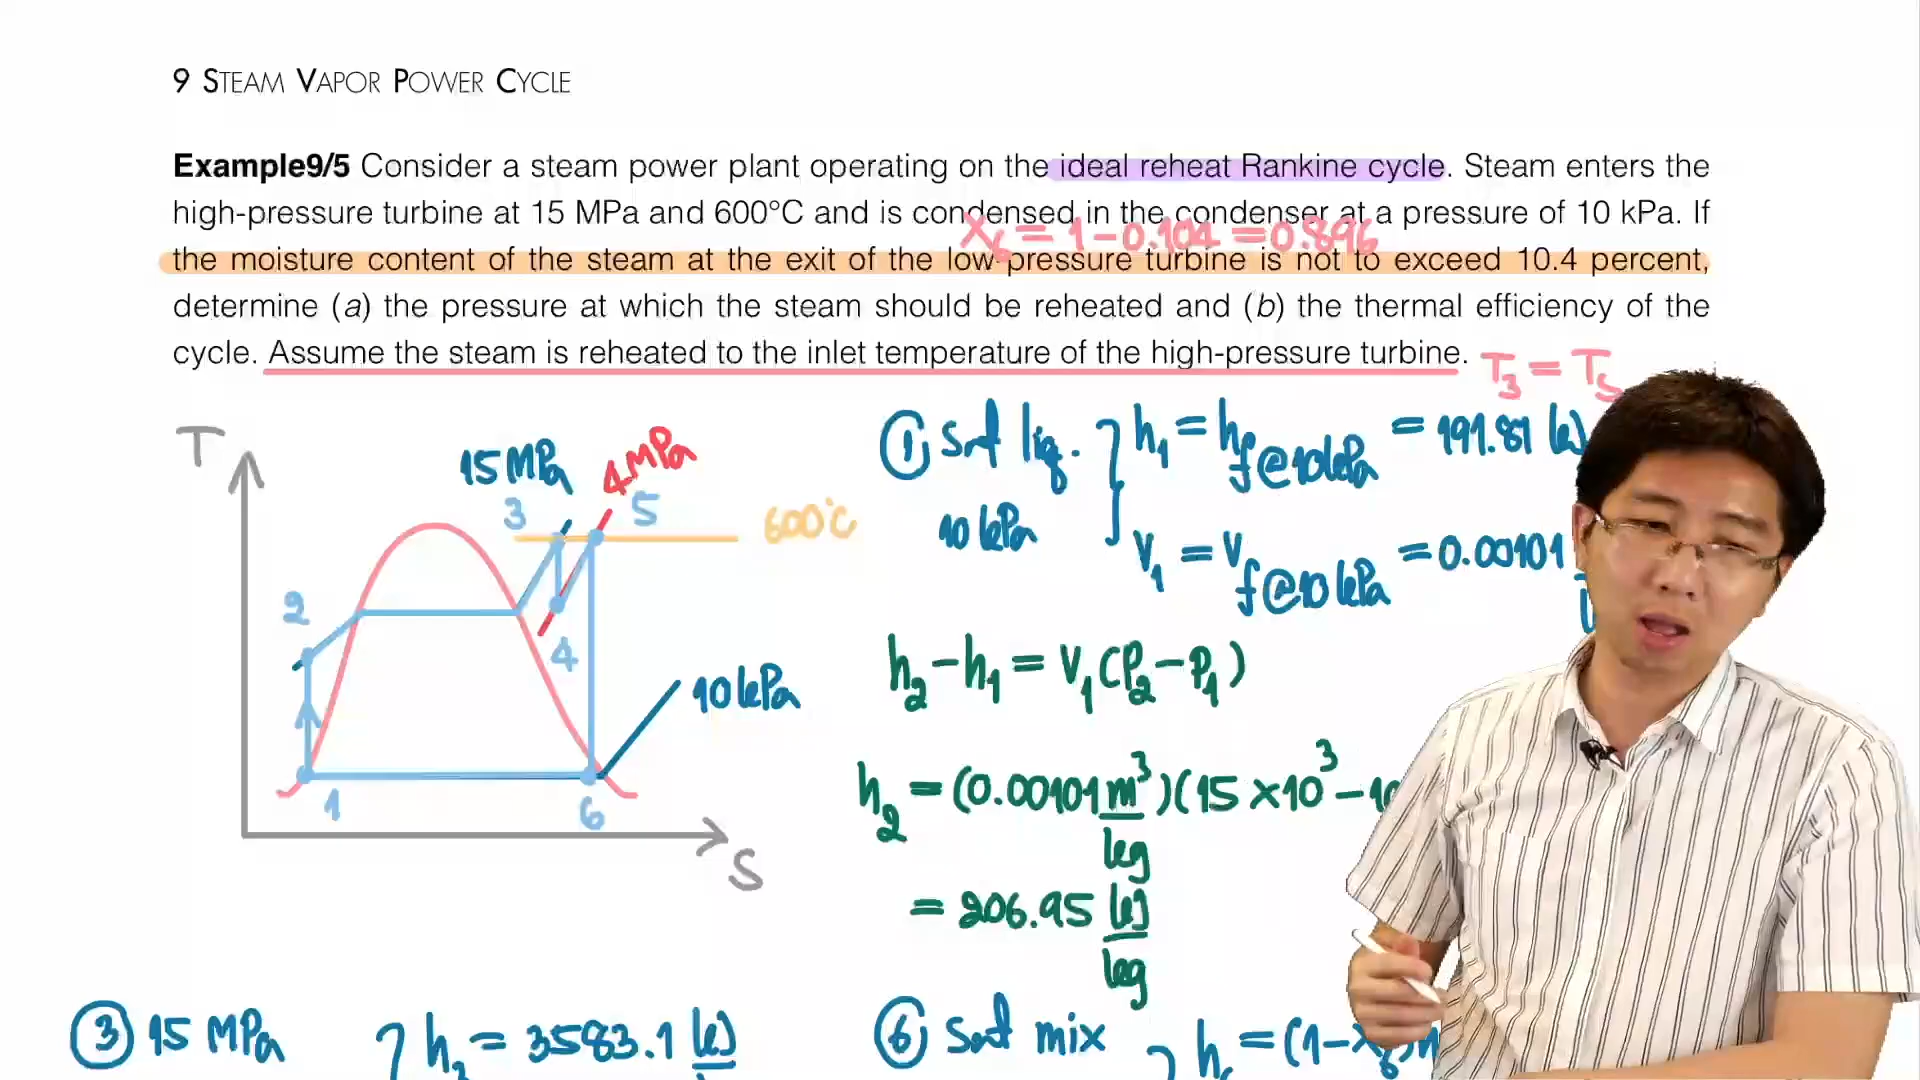 9 STEAM VAPOR POWER CYCLE
Example9/5 Consider a steam power plant operating on the ideal reheat Rankine cycle. Steam enters the
high-pressure turbine at 15 MPa and 600°C and is condensed in the condenser at a pressure of 10 kPa. If
x₆ = 1-0.104 = 0.896
the moisture content of the steam at the exit of the low-pressure turbine is not to exceed 10.4 percent,
determine (a) the pressure at which the steam should be reheated and (b) the thermal efficiency of the
cycle. Assume the steam is reheated to the inlet temperature of the high-pressure turbine.
T₃ = T₅
T
15 MPa
4 MPa
3
5
600°C
2
4
10 kPa
1
6
S
① Sat liq. } h₁ = hf@10kPa = 191.81 kJ
10 kPa
v₁ = vf@10kPa = 0.00101
h₂-h₁ = v₁(P₂-P₁)
h₂ = (0.00101 m³/kg)(15×10³-10
= 206.95 kJ/kg
③ 15 MPa } h₃ = 3583.1 kJ
⑥ Sat mix } h₆ = (1-x₆)h